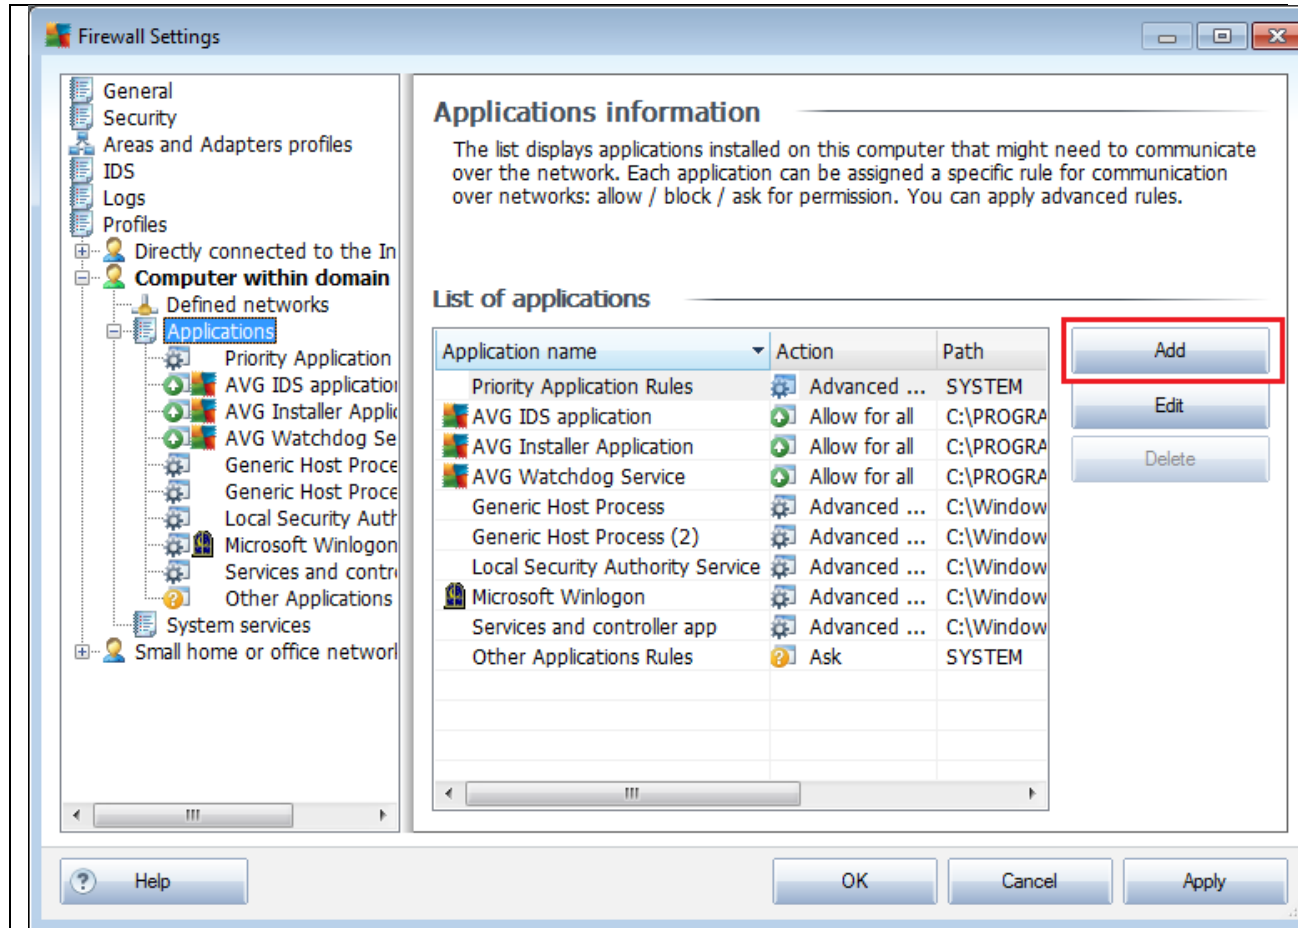 Firewall Settings
General
Security
Areas and Adapters profiles
IDS
Logs
Profiles
Directly connected to the In
Computer within domain
Defined networks
Applications
Priority Application
AVG IDS application
AVG Installer Applic
AVG Watchdog Se
Generic Host Proce
Generic Host Proce
Local Security Auth
Microsoft Winlogon
Services and contro
Other Applications
System services
Small home or office network
Applications information
The list displays applications installed on this computer that might need to communicate
over the network. Each application can be assigned a specific rule for communication
over networks: allow / block / ask for permission. You can apply advanced rules.
List of applications
Application name Action Path
Priority Application Rules Advanced ... SYSTEM
AVG IDS application Allow for all C:\PROGRA
AVG Installer Application Allow for all C:\PROGRA
AVG Watchdog Service Allow for all C:\PROGRA
Generic Host Process Advanced ... C:\Window
Generic Host Process (2) Advanced ... C:\Window
Local Security Authority Service Advanced ... C:\Window
Microsoft Winlogon Advanced ... C:\Window
Services and controller app Advanced ... C:\Window
Other Applications Rules Ask SYSTEM
Add
Edit
Delete
? Help
OK
Cancel
Apply